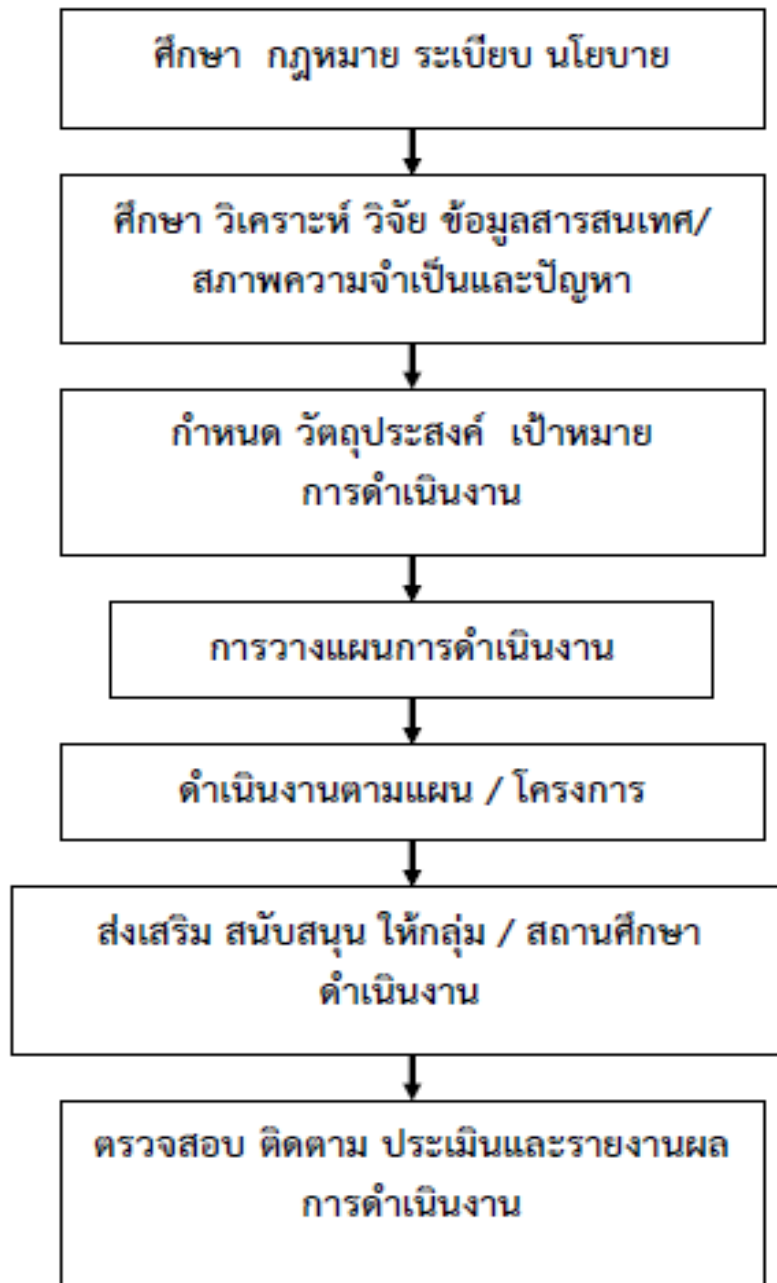 ศึกษา กฎหมาย ระเบียบ นโยบาย
ศึกษา วิเคราะห์ วิจัย ข้อมูลสารสนเทศ/
สภาพความจำเป็นและปัญหา
กำหนด วัตถุประสงค์ เป้าหมาย
การดำเนินงาน
การวางแผนการดำเนินงาน
ดำเนินงานตามแผน / โครงการ
ส่งเสริม สนับสนุน ให้กลุ่ม / สถานศึกษา
ดำเนินงาน
ตรวจสอบ ติดตาม ประเมินและรายงานผล
การดำเนินงาน